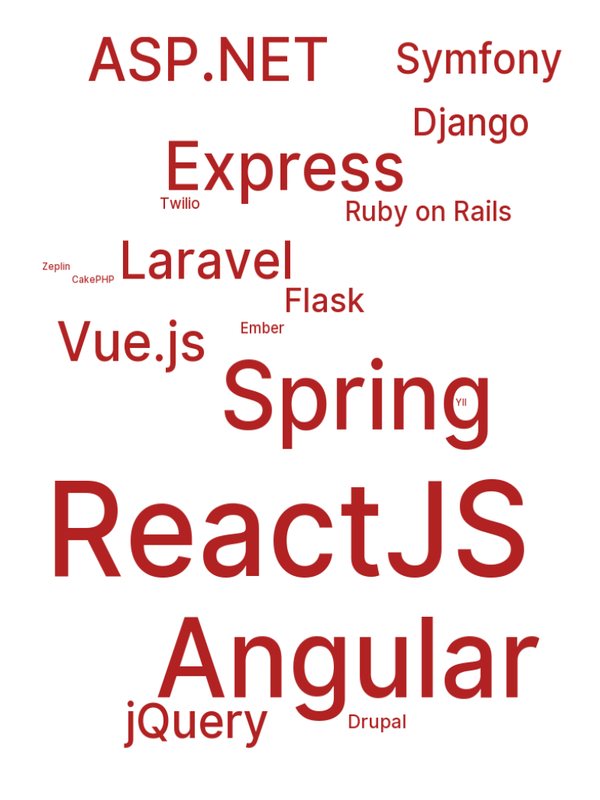 ASP.NET
Symfony
Django
Express
Twilio
Ruby on Rails
Laravel
Zeplin
CakePHP
Flask
Ember
Vue.js
Spring
YII
ReactJS
Angular
jQuery
Drupal